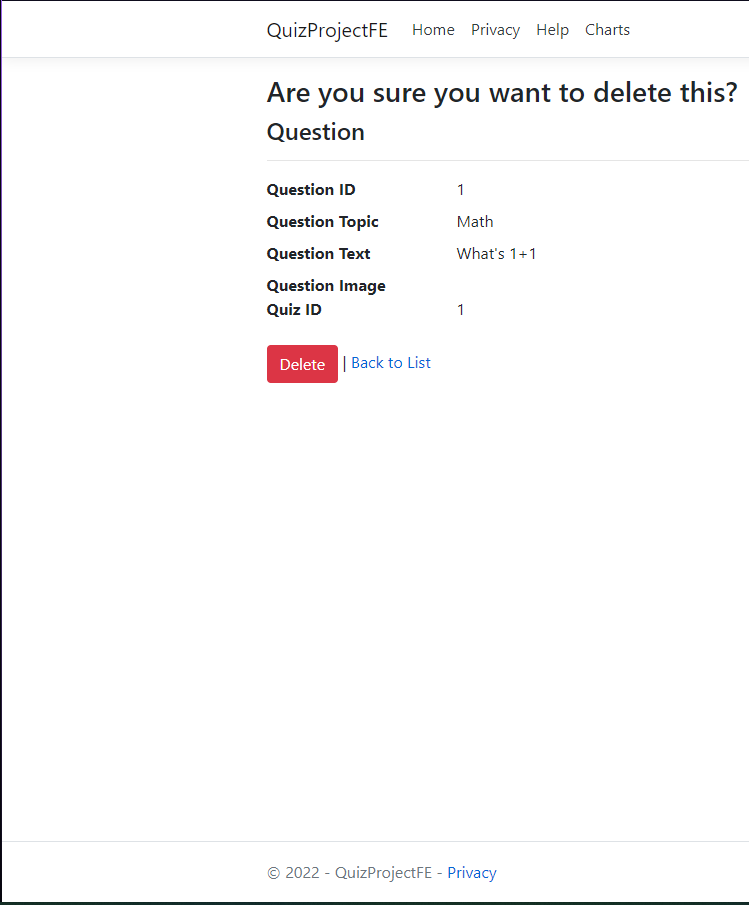 QuizProjectFE Home Privacy Help Charts
Are you sure you want to delete this?
Question
Question ID 1
Question Topic Math
Question Text What's 1+1
Question Image
Quiz ID 1
Delete | Back to List
© 2022 - QuizProjectFE - Privacy